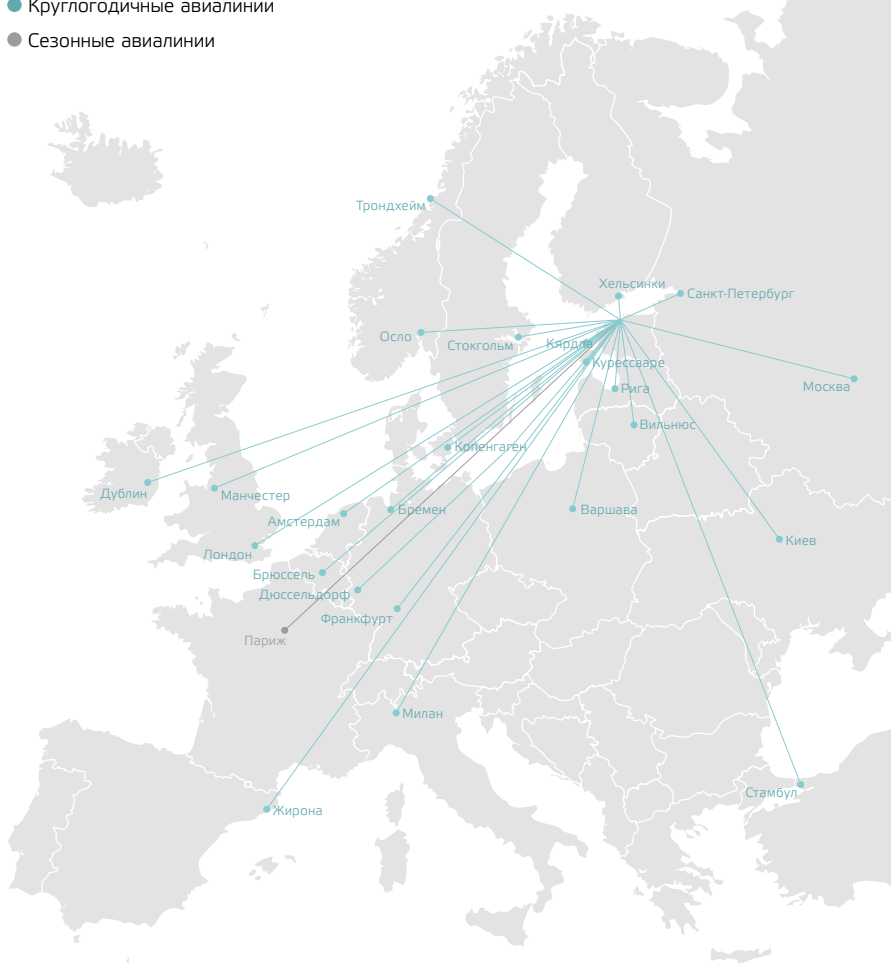 Круглогодичные авиалинии
Сезонные авиалинии
Трондхейм
Хельсинки
Санкт-Петербург
Осло
Стокгольм
Кярдла
Курессваре
Москва
Рига
Вильнюс
Копенгаген
Дублин
Манчестер
Амстердам
Бремен
Варшава
Киев
Лондон
Брюссель
Дюссельдорф
Франкфурт
Париж
Милан
Стамбул
Жирона